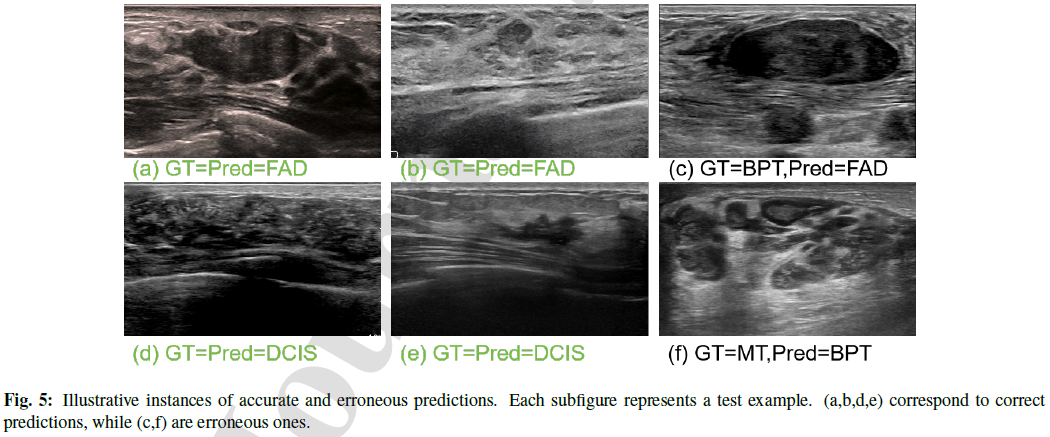 (a) GT=Pred=FAD
(b) GT=Pred=FAD
(c) GT=BPT,Pred=FAD
(d) GT=Pred=DCIS
(e) GT=Pred=DCIS
(f) GT=MT,Pred=BPT
Fig. 5: Illustrative instances of accurate and erroneous predictions. Each subfigure represents a test example. (a,b,d,e) correspond to correct
predictions, while (c,f) are erroneous ones.